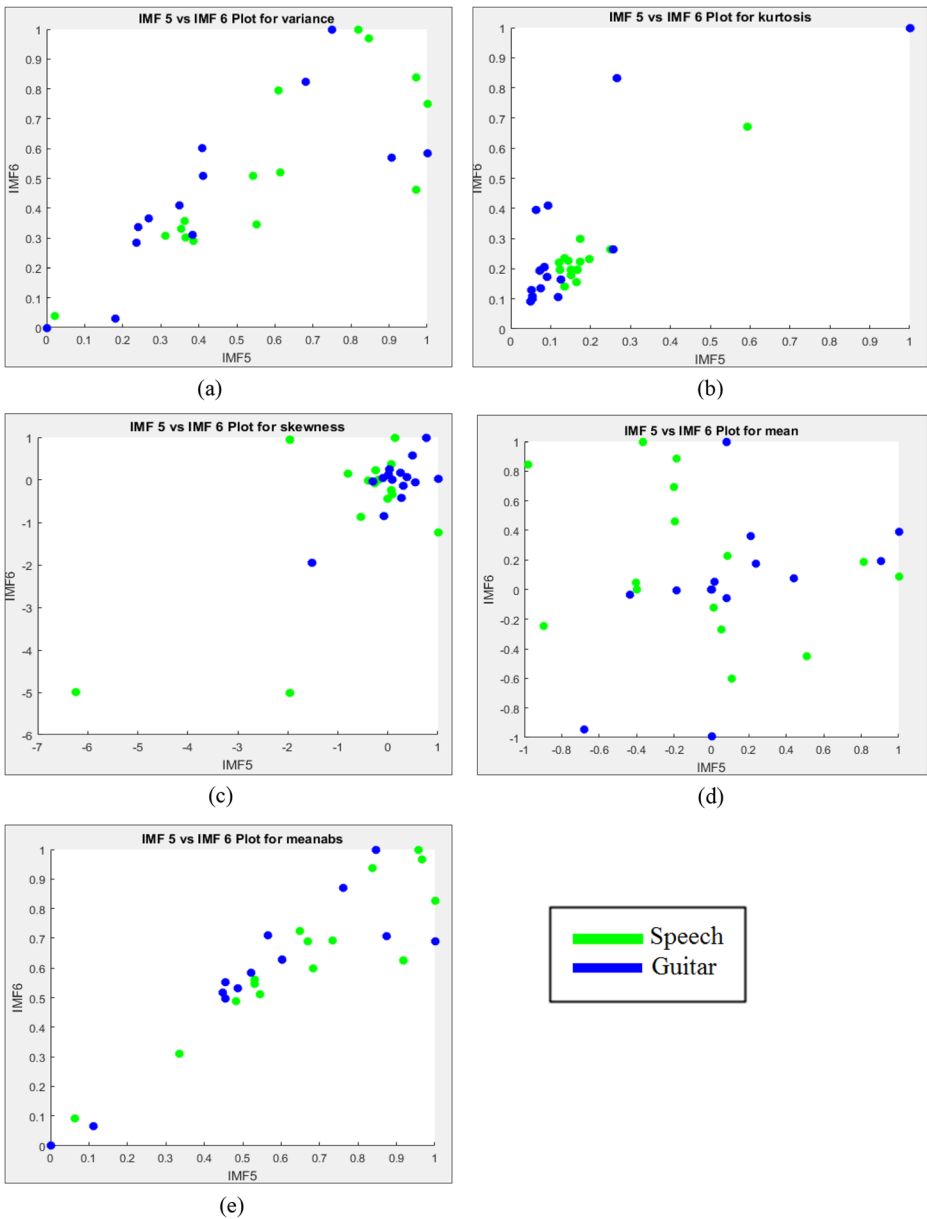 IMF 5 vs IMF 6 Plot for variance
1
0.9
0.8
0.7
0.6
0.5
0.4
0.3
0.2
0.1
0
IMF6
0 0.1 0.2 0.3 0.4 0.5 0.6 0.7 0.8 0.9 1
IMF5
(a)
IMF 5 vs IMF 6 Plot for kurtosis
1
0.9
0.8
0.7
0.6
0.5
0.4
0.3
0.2
0.1
0
IMF6
0 0.1 0.2 0.3 0.4 0.5 0.6 0.7 0.8 0.9 1
IMF5
(b)
IMF 5 vs IMF 6 Plot for skewness
1
0
-1
-2
-3
-4
-5
-6
IMF6
-7 -6 -5 -4 -3 -2 -1 0 1
IMF5
(c)
IMF 5 vs IMF 6 Plot for mean
1
0.8
0.6
0.4
0.2
0
-0.2
-0.4
-0.6
-0.8
-1
IMF6
-1 -0.8 -0.6 -0.4 -0.2 0 0.2 0.4 0.6 0.8 1
IMF5
(d)
IMF 5 vs IMF 6 Plot for meanabs
1
0.9
0.8
0.7
0.6
0.5
0.4
0.3
0.2
0.1
0
IMF6
0 0.1 0.2 0.3 0.4 0.5 0.6 0.7 0.8 0.9 1
IMF5
(e)
Speech
Guitar